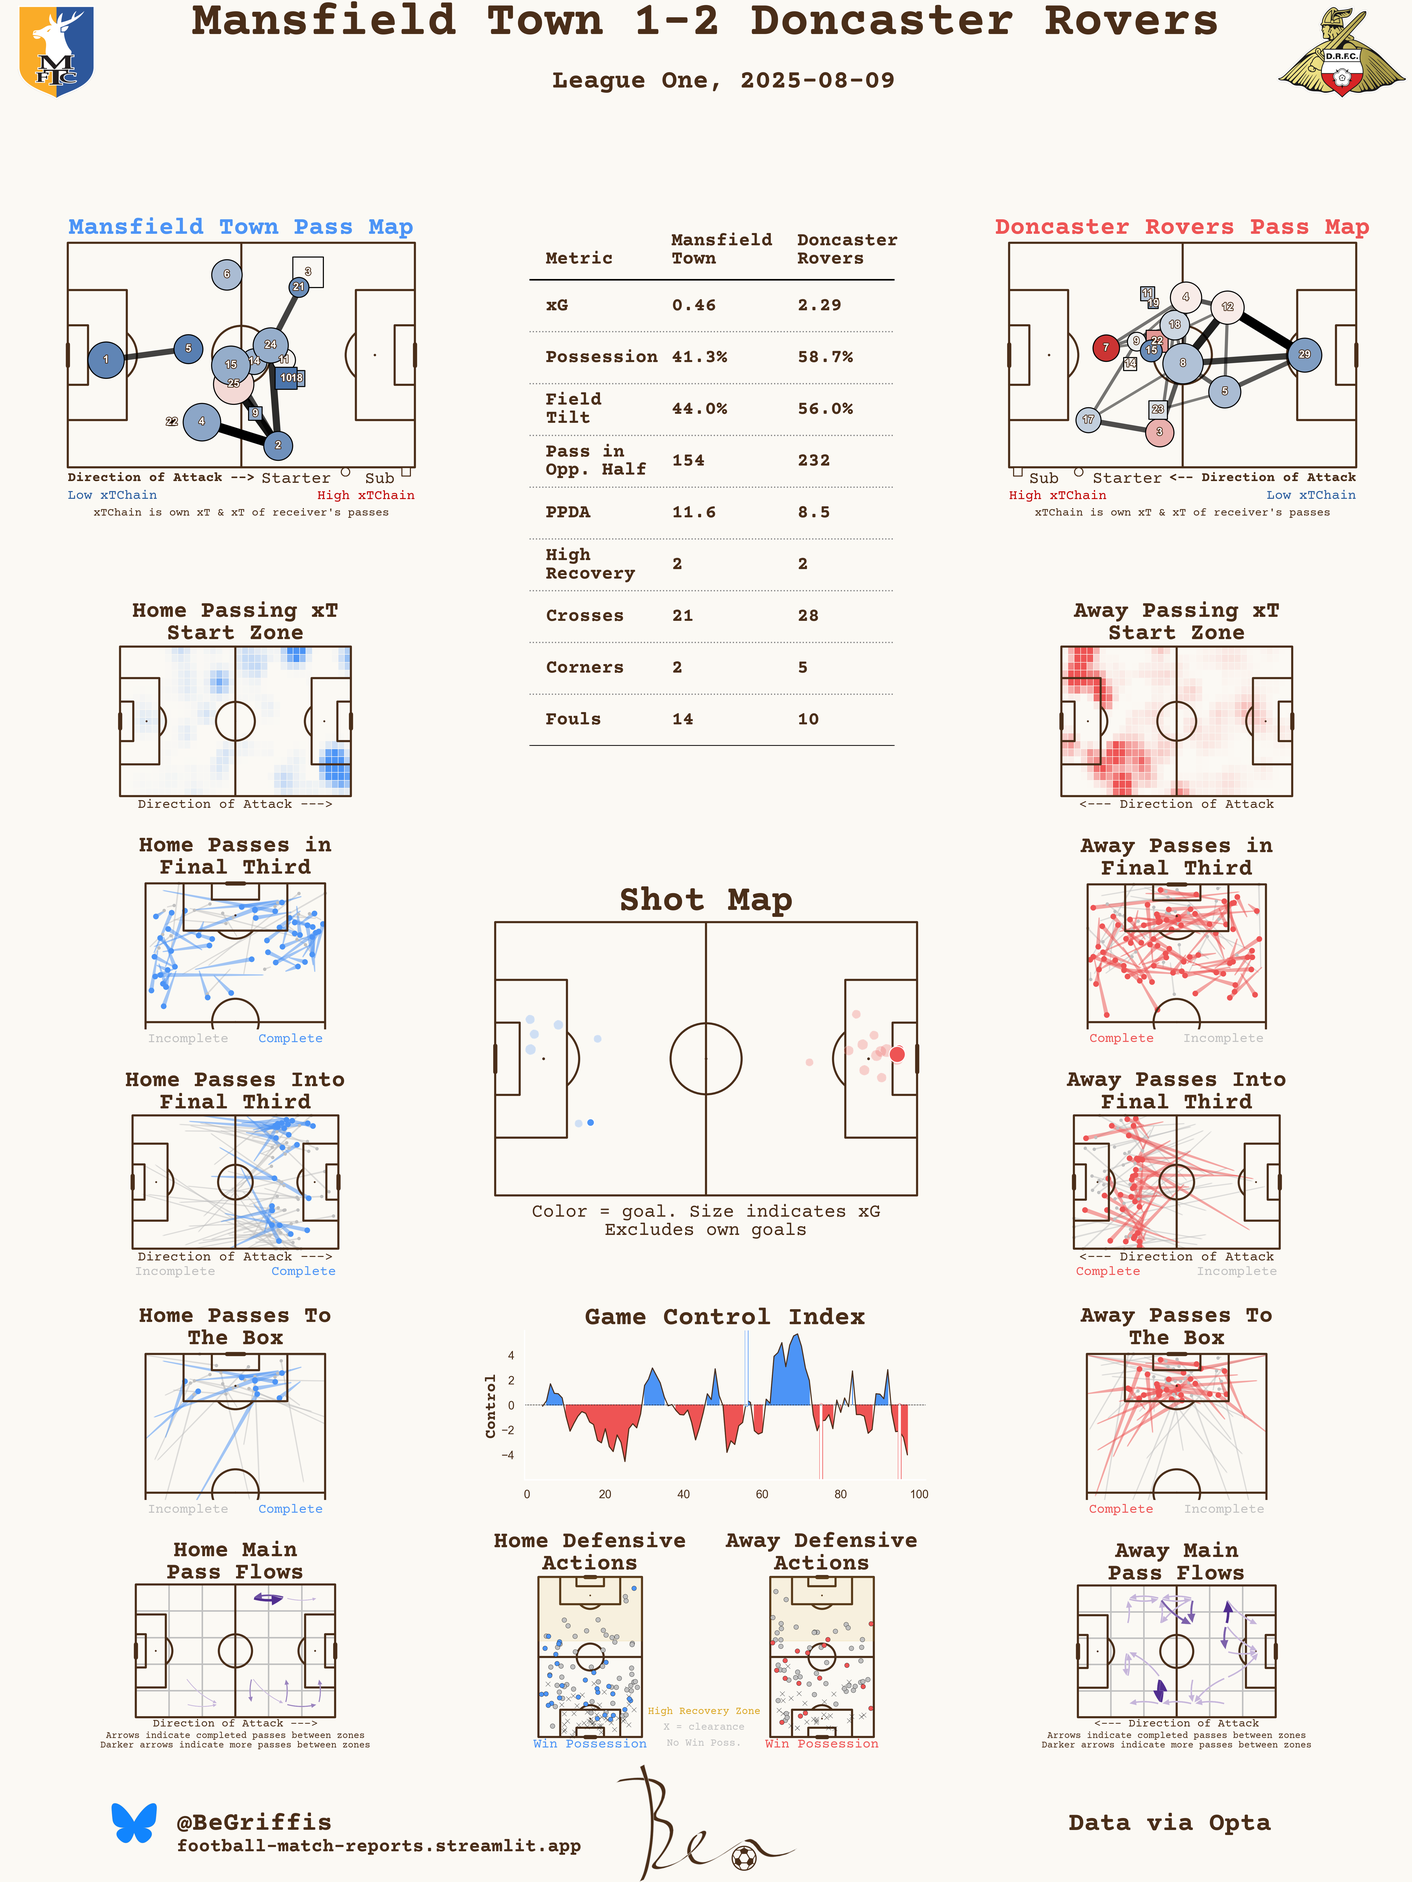 Mansfield Town 1-2 Doncaster Rovers
League One, 2025-08-09
M
F T C
D.R.F.C.
Mansfield Town Pass Map
6
3
21
1
5
24
15
14
11
25
10
18
9
22
4
2
Direction of Attack --> Starter Sub
Low xTChain High xTChain
xTChain is own xT & xT of receiver's passes
Metric Mansfield Town Doncaster Rovers
xG 0.46 2.29
Possession 41.3% 58.7%
Field Tilt 44.0% 56.0%
Pass in Opp. Half 154 232
PPDA 11.6 8.5
High Recovery 2 2
Crosses 21 28
Corners 2 5
Fouls 14 10
Doncaster Rovers Pass Map
11
19
4
12
18
7
9
22
15
14
8
29
5
17
23
3
Sub Starter <-- Direction of Attack
High xTChain Low xTChain
xTChain is own xT & xT of receiver's passes
Home Passing xT
Start Zone
Direction of Attack --->
Away Passing xT
Start Zone
<--- Direction of Attack
Home Passes in
Final Third
Incomplete Complete
Away Passes in
Final Third
Complete Incomplete
Shot Map
Color = goal. Size indicates xG
Excludes own goals
Home Passes Into
Final Third
Direction of Attack --->
Incomplete Complete
Away Passes Into
Final Third
<--- Direction of Attack
Complete Incomplete
Home Passes To
The Box
Incomplete Complete
Game Control Index
Control
4
2
0
−2
−4
0 20 40 60 80 100
Away Passes To
The Box
Complete Incomplete
Home Main
Pass Flows
Direction of Attack --->
Arrows indicate completed passes between zones
Darker arrows indicate more passes between zones
Home Defensive
Actions
Win Possession
High Recovery Zone
X = clearance
No Win Poss.
Away Defensive
Actions
Win Possession
Away Main
Pass Flows
<--- Direction of Attack
Arrows indicate completed passes between zones
Darker arrows indicate more passes between zones
@BeGriffis
football-match-reports.streamlit.app
Ben
Data via Opta